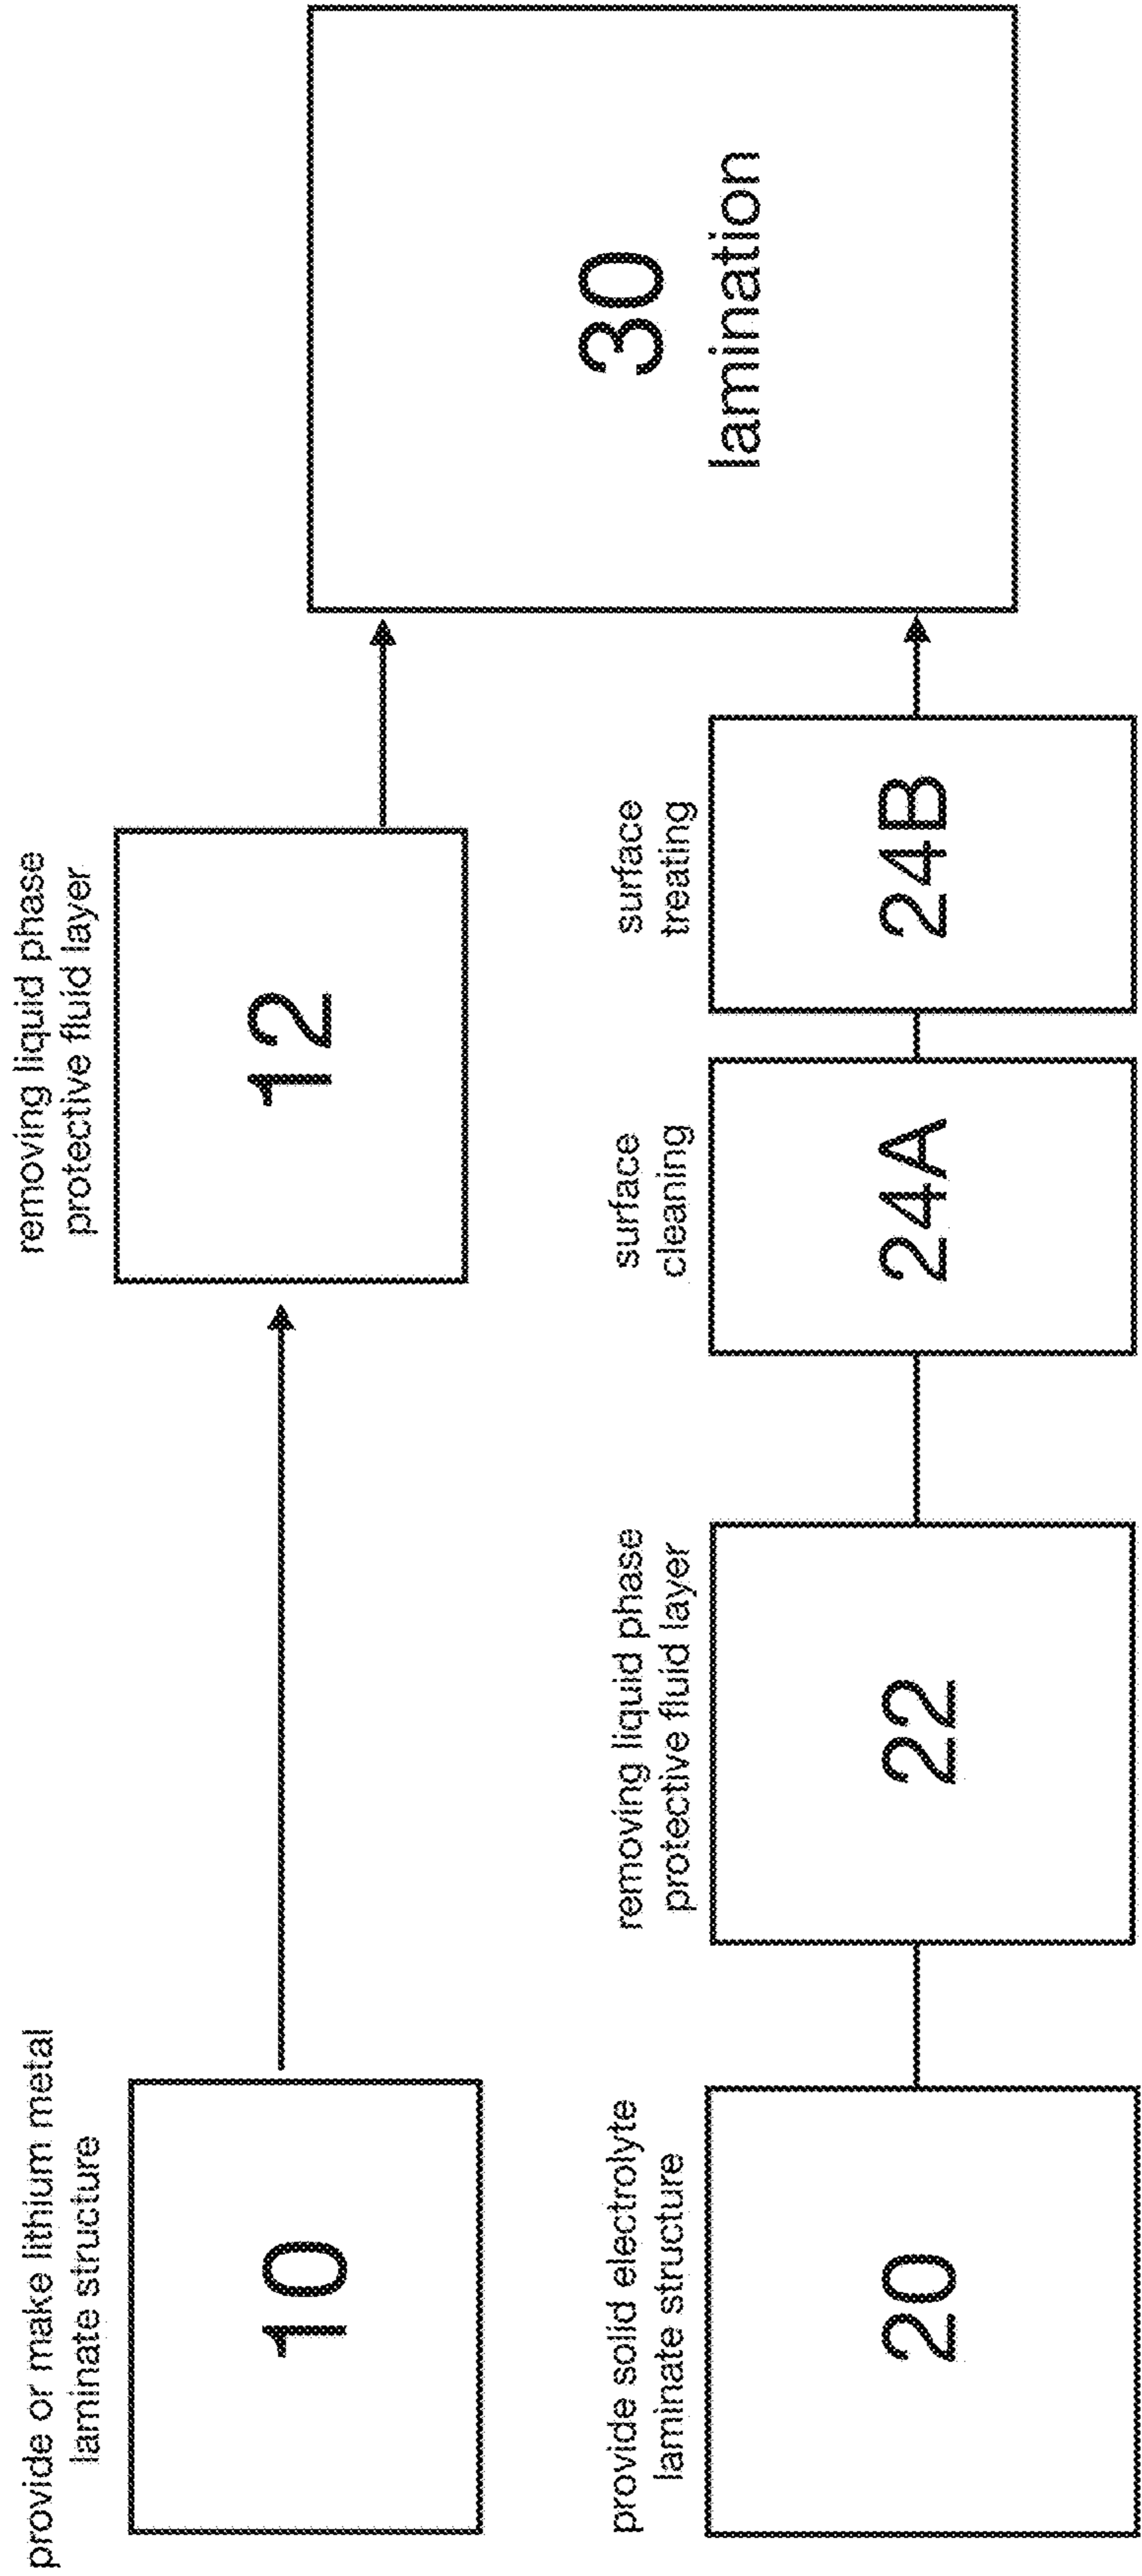 provide or make lithium metal
laminate structure
10
removing liquid phase
protective fluid layer
12
provide solid electrolyte
laminate structure
20
removing liquid phase
protective fluid layer
22
surface
cleaning
24A
surface
treating
24B
30
lamination